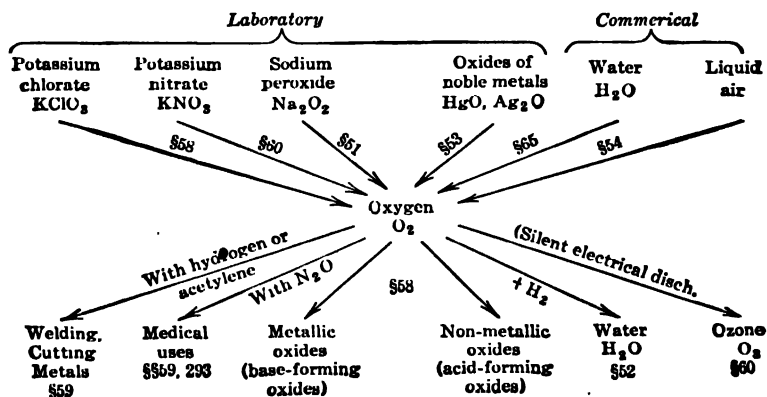 Laboratory
Commerical
Potassium chlorate KClO₃
Potassium nitrate KNO₃
Sodium peroxide Na₂O₂
Oxides of noble metals HgO, Ag₂O
Water H₂O
Liquid air
§58
§60
§51
§53
§65
§54
Oxygen
O₂
With hydrogen or
acetylene
With N₂O
§58
+ H₂
(Silent electrical disch.
Welding, Cutting Metals §59
Medical uses §§59, 293
Metallic oxides (base-forming oxides)
Non-metallic oxides (acid-forming oxides)
Water H₂O §52
Ozone O₃ §60